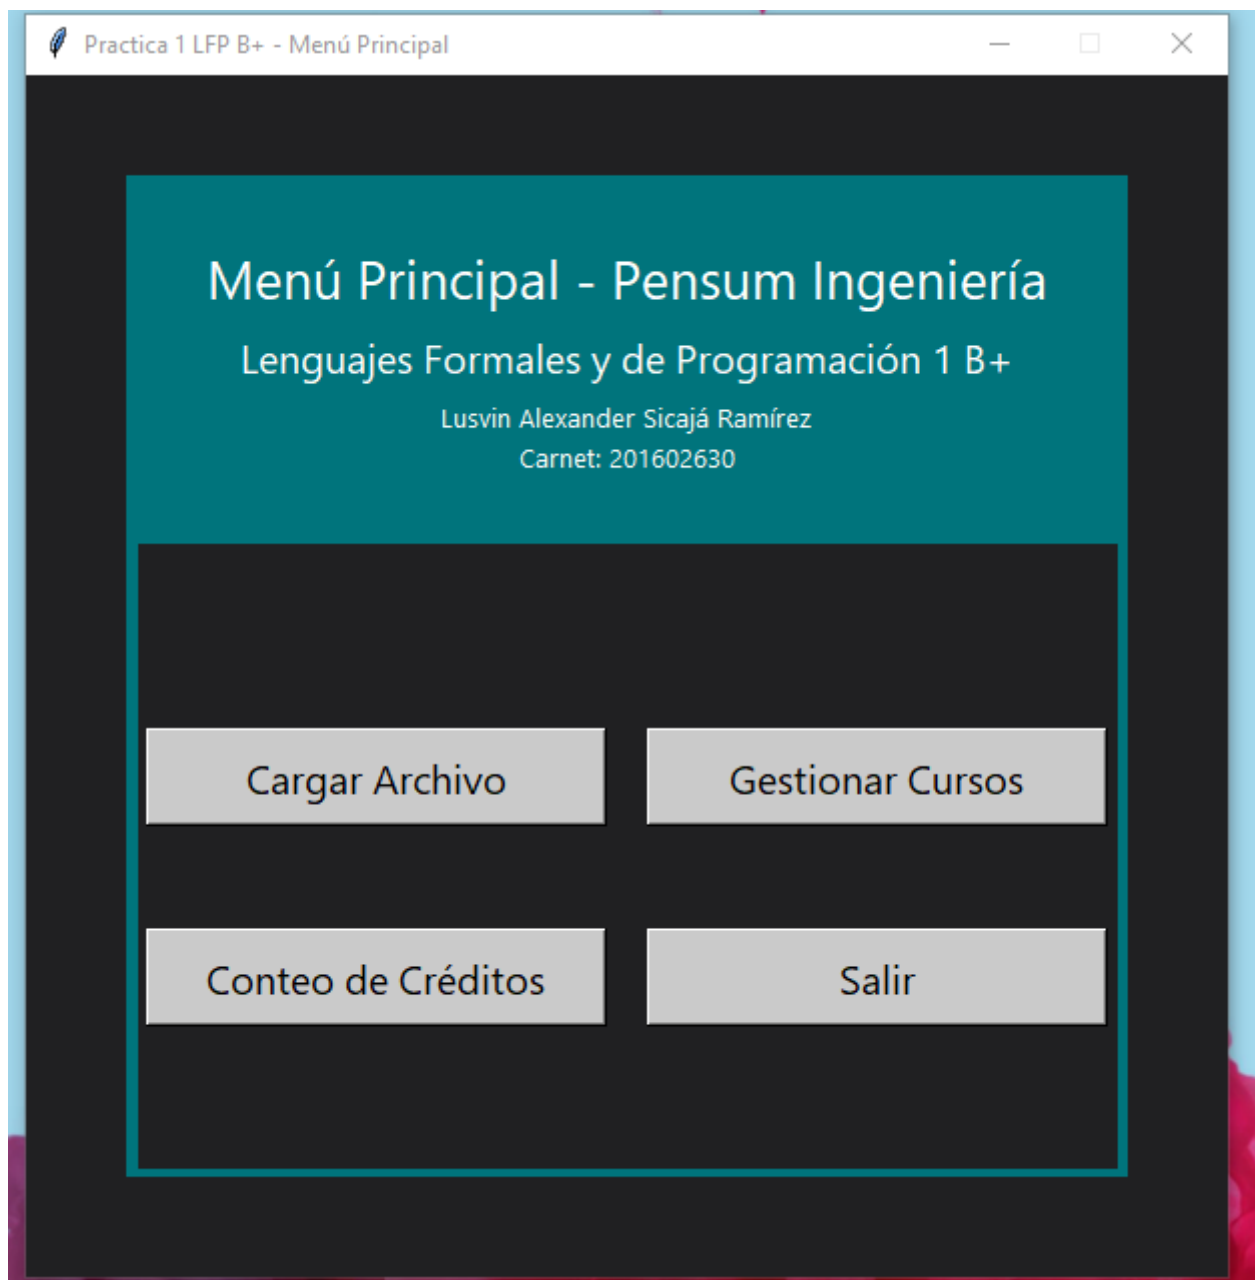 Practica 1 LFP B+ - Menú Principal
Menú Principal - Pensum Ingeniería
Lenguajes Formales y de Programación 1 B+
Lusvin Alexander Sicajá Ramírez
Carnet: 201602630
Cargar Archivo
Gestionar Cursos
Conteo de Créditos
Salir